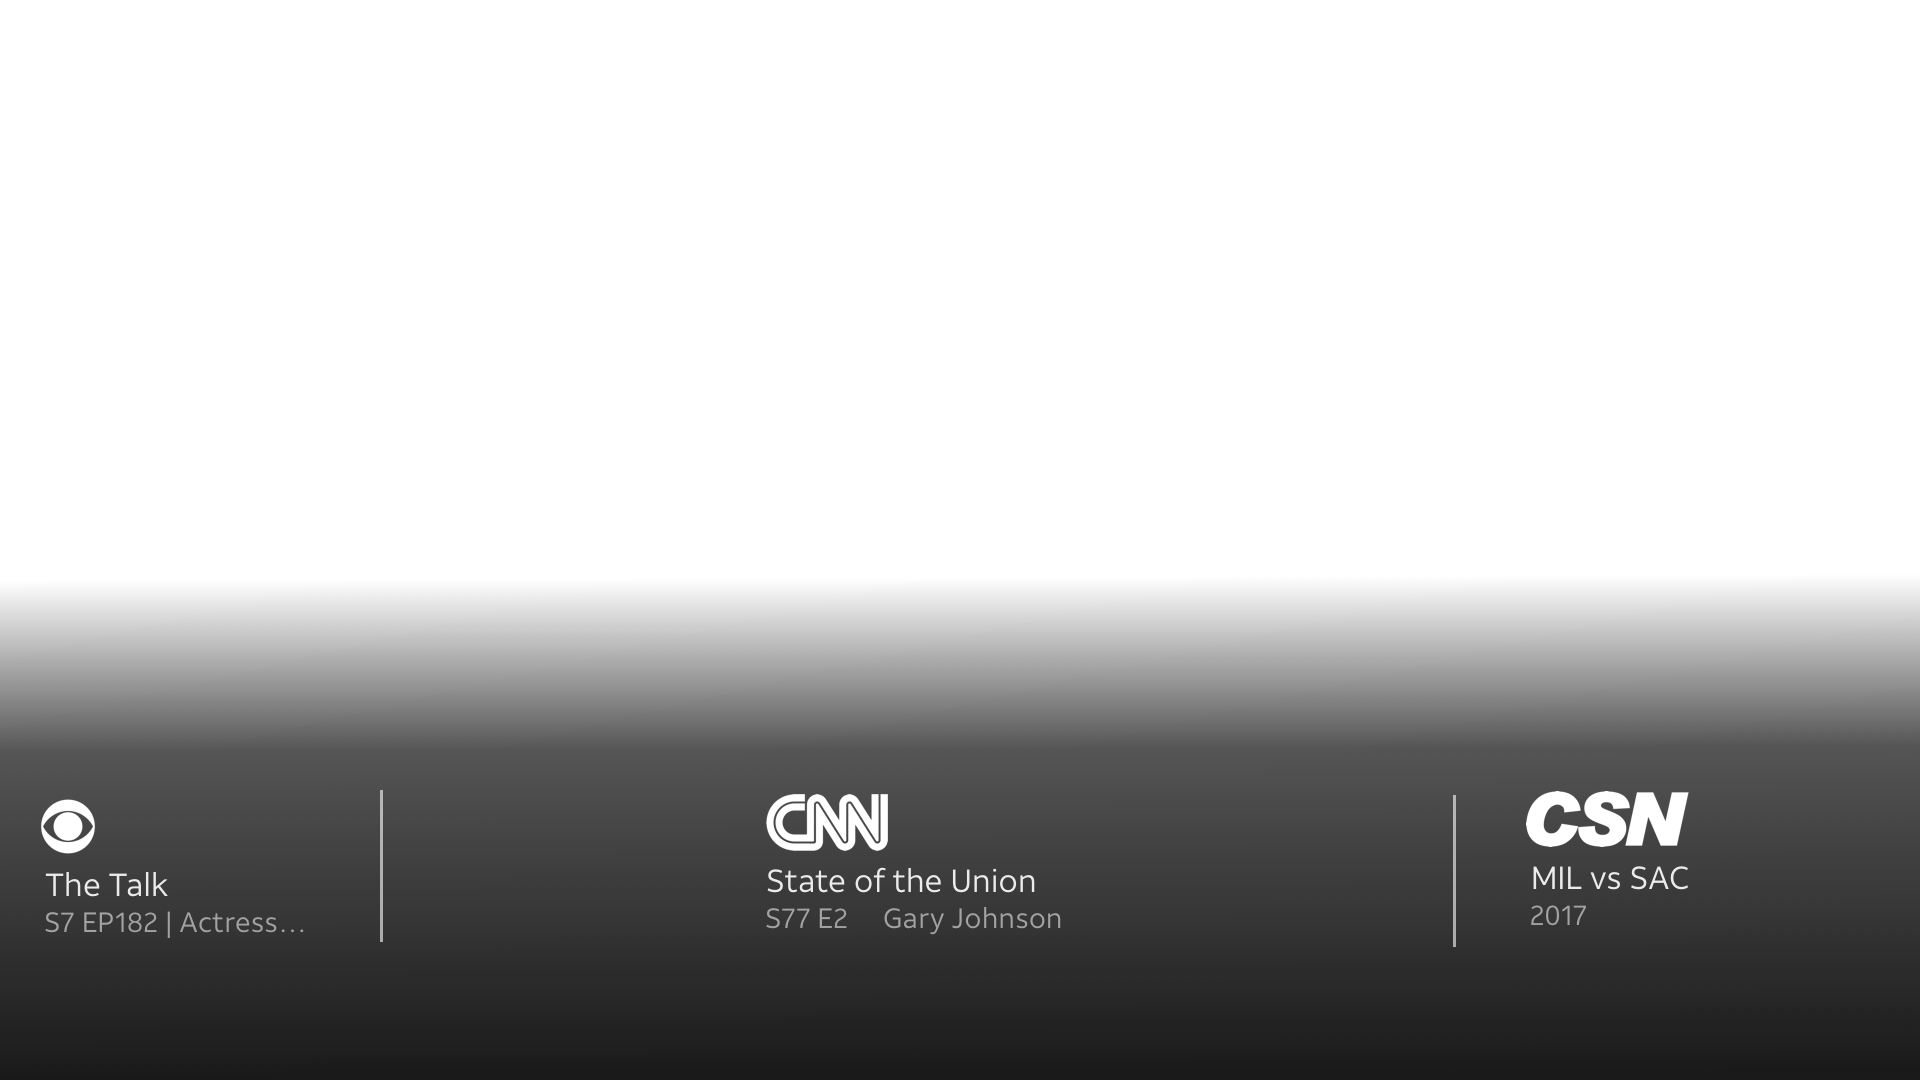 The Talk
S7 EP182 | Actress...
CNN
State of the Union
S77 E2 Gary Johnson
CSN
MIL vs SAC
2017